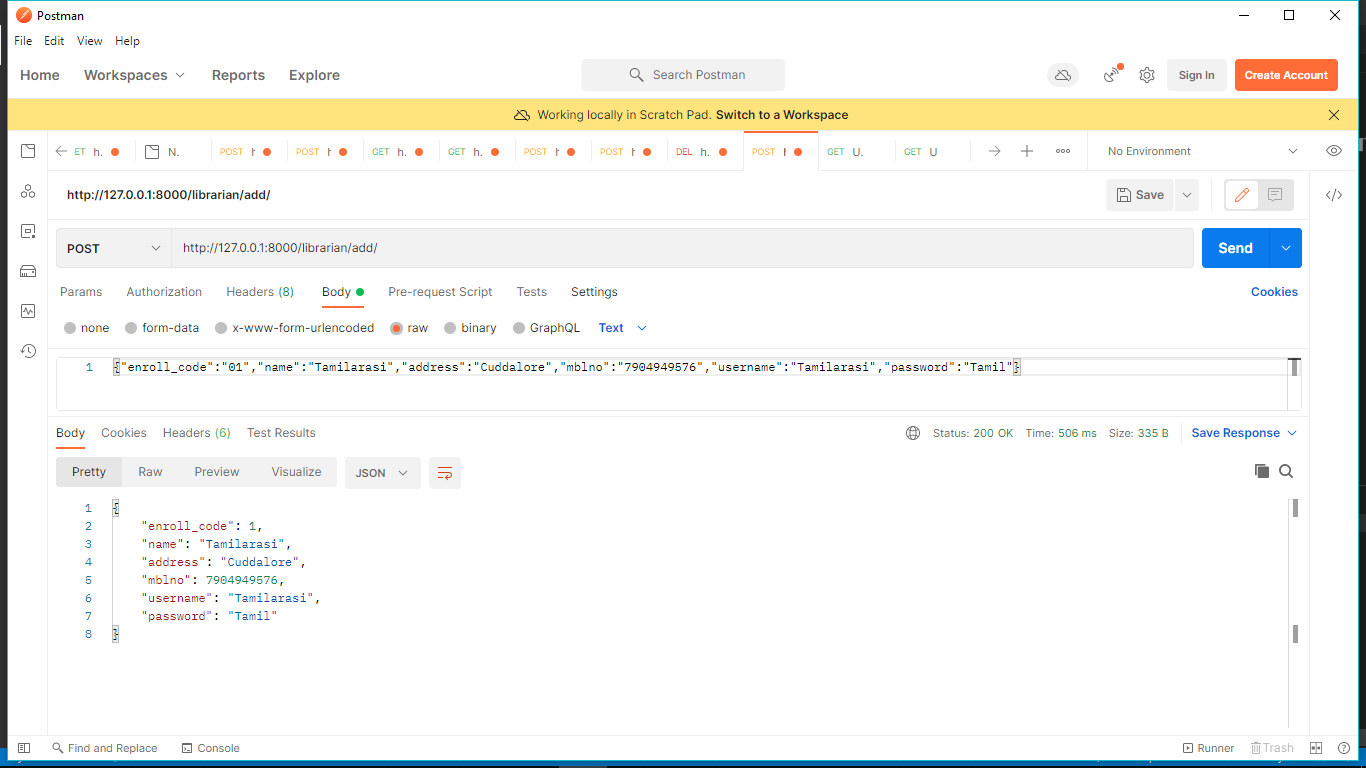 Postman
File Edit View Help
Home Workspaces Reports Explore Search Postman Sign In Create Account
Working locally in Scratch Pad. Switch to a Workspace
ET h. N. POST POST GET h. GET h. POST POST DEL h. POST GET U. GET U No Environment
http://127.0.0.1:8000/librarian/add/ Save
POST http://127.0.0.1:8000/librarian/add/ Send
Params Authorization Headers (8) Body Pre-request Script Tests Settings Cookies
none form-data x-www-form-urlencoded raw binary GraphQL Text
1 {"enroll_code":"01","name":"Tamilarasi","address":"Cuddalore","mblno":"7904949576","username":"Tamilarasi","password":"Tamil"}
Body Cookies Headers (6) Test Results Status: 200 OK Time: 506 ms Size: 335 B Save Response
Pretty Raw Preview Visualize JSON
1 {
2 "enroll_code": 1,
3 "name": "Tamilarasi",
4 "address": "Cuddalore",
5 "mblno": 7904949576,
6 "username": "Tamilarasi",
7 "password": "Tamil"
8 }
Find and Replace Console Runner Trash